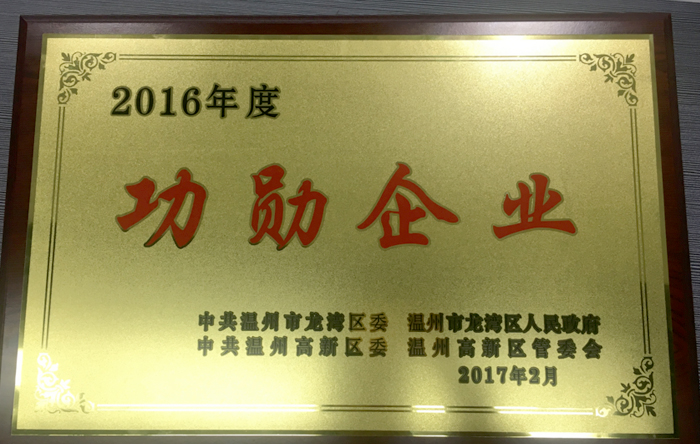 2016年度
功勋企业
中共温州市龙湾区委 温州市龙湾区人民政府
中共温州高新区委 温州高新区管委会
2017年2月